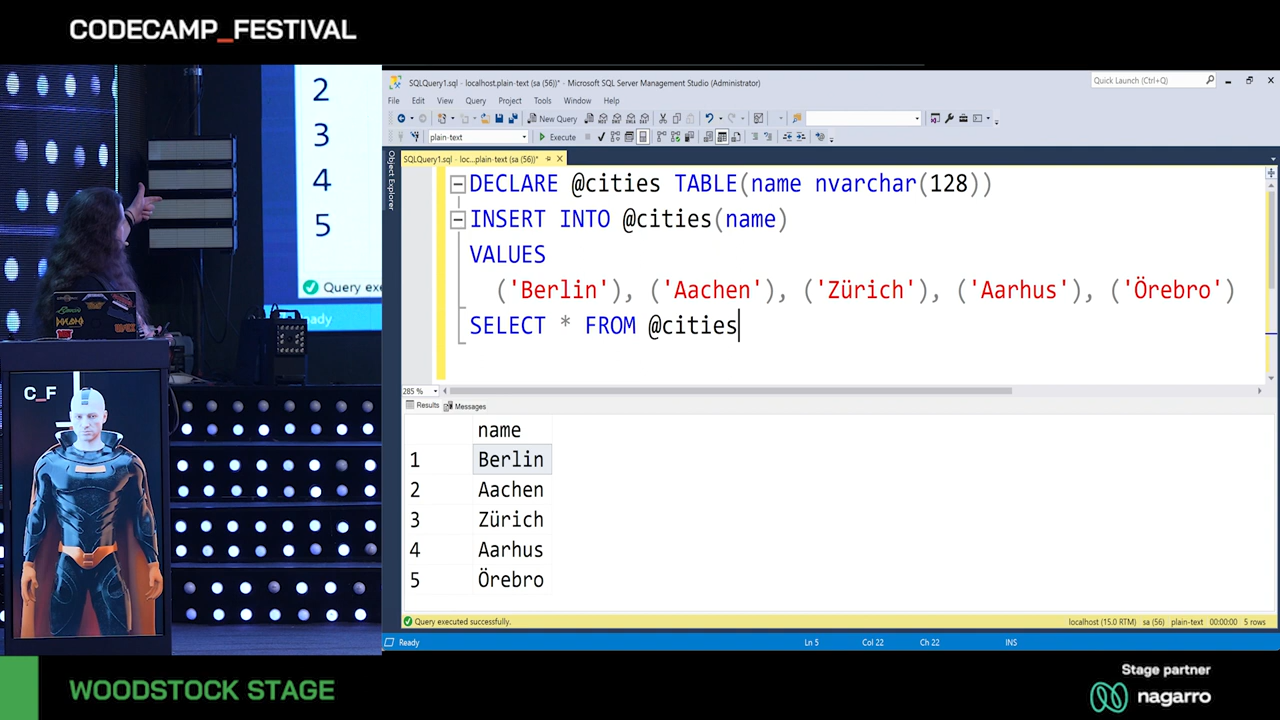 CODECAMP_FESTIVAL
2
3
4
5
Query exe
ady
C_F
SQLQuery1.sql - localhost.plain-text (sa (56))* - Microsoft SQL Server Management Studio (Administrator)
Quick Launch (Ctrl+Q)
File Edit View Query Project Tools Window Help
New Query
plain-text
Execute
SQLQuery1.sql - loc...plain-text (sa (56))*
Object Explorer
DECLARE @cities TABLE(name nvarchar(128))
INSERT INTO @cities(name)
VALUES
('Berlin'), ('Aachen'), ('Zürich'), ('Aarhus'), ('Örebro')
SELECT * FROM @cities
285 %
Results Messages
name
1 Berlin
2 Aachen
3 Zürich
4 Aarhus
5 Örebro
Query executed successfully.
localhost (15.0 RTM) sa (56) plain-text 00:00:00 5 rows
Ready
Ln 5 Col 22 Ch 22 INS
WOODSTOCK STAGE
Stage partner
nagarro